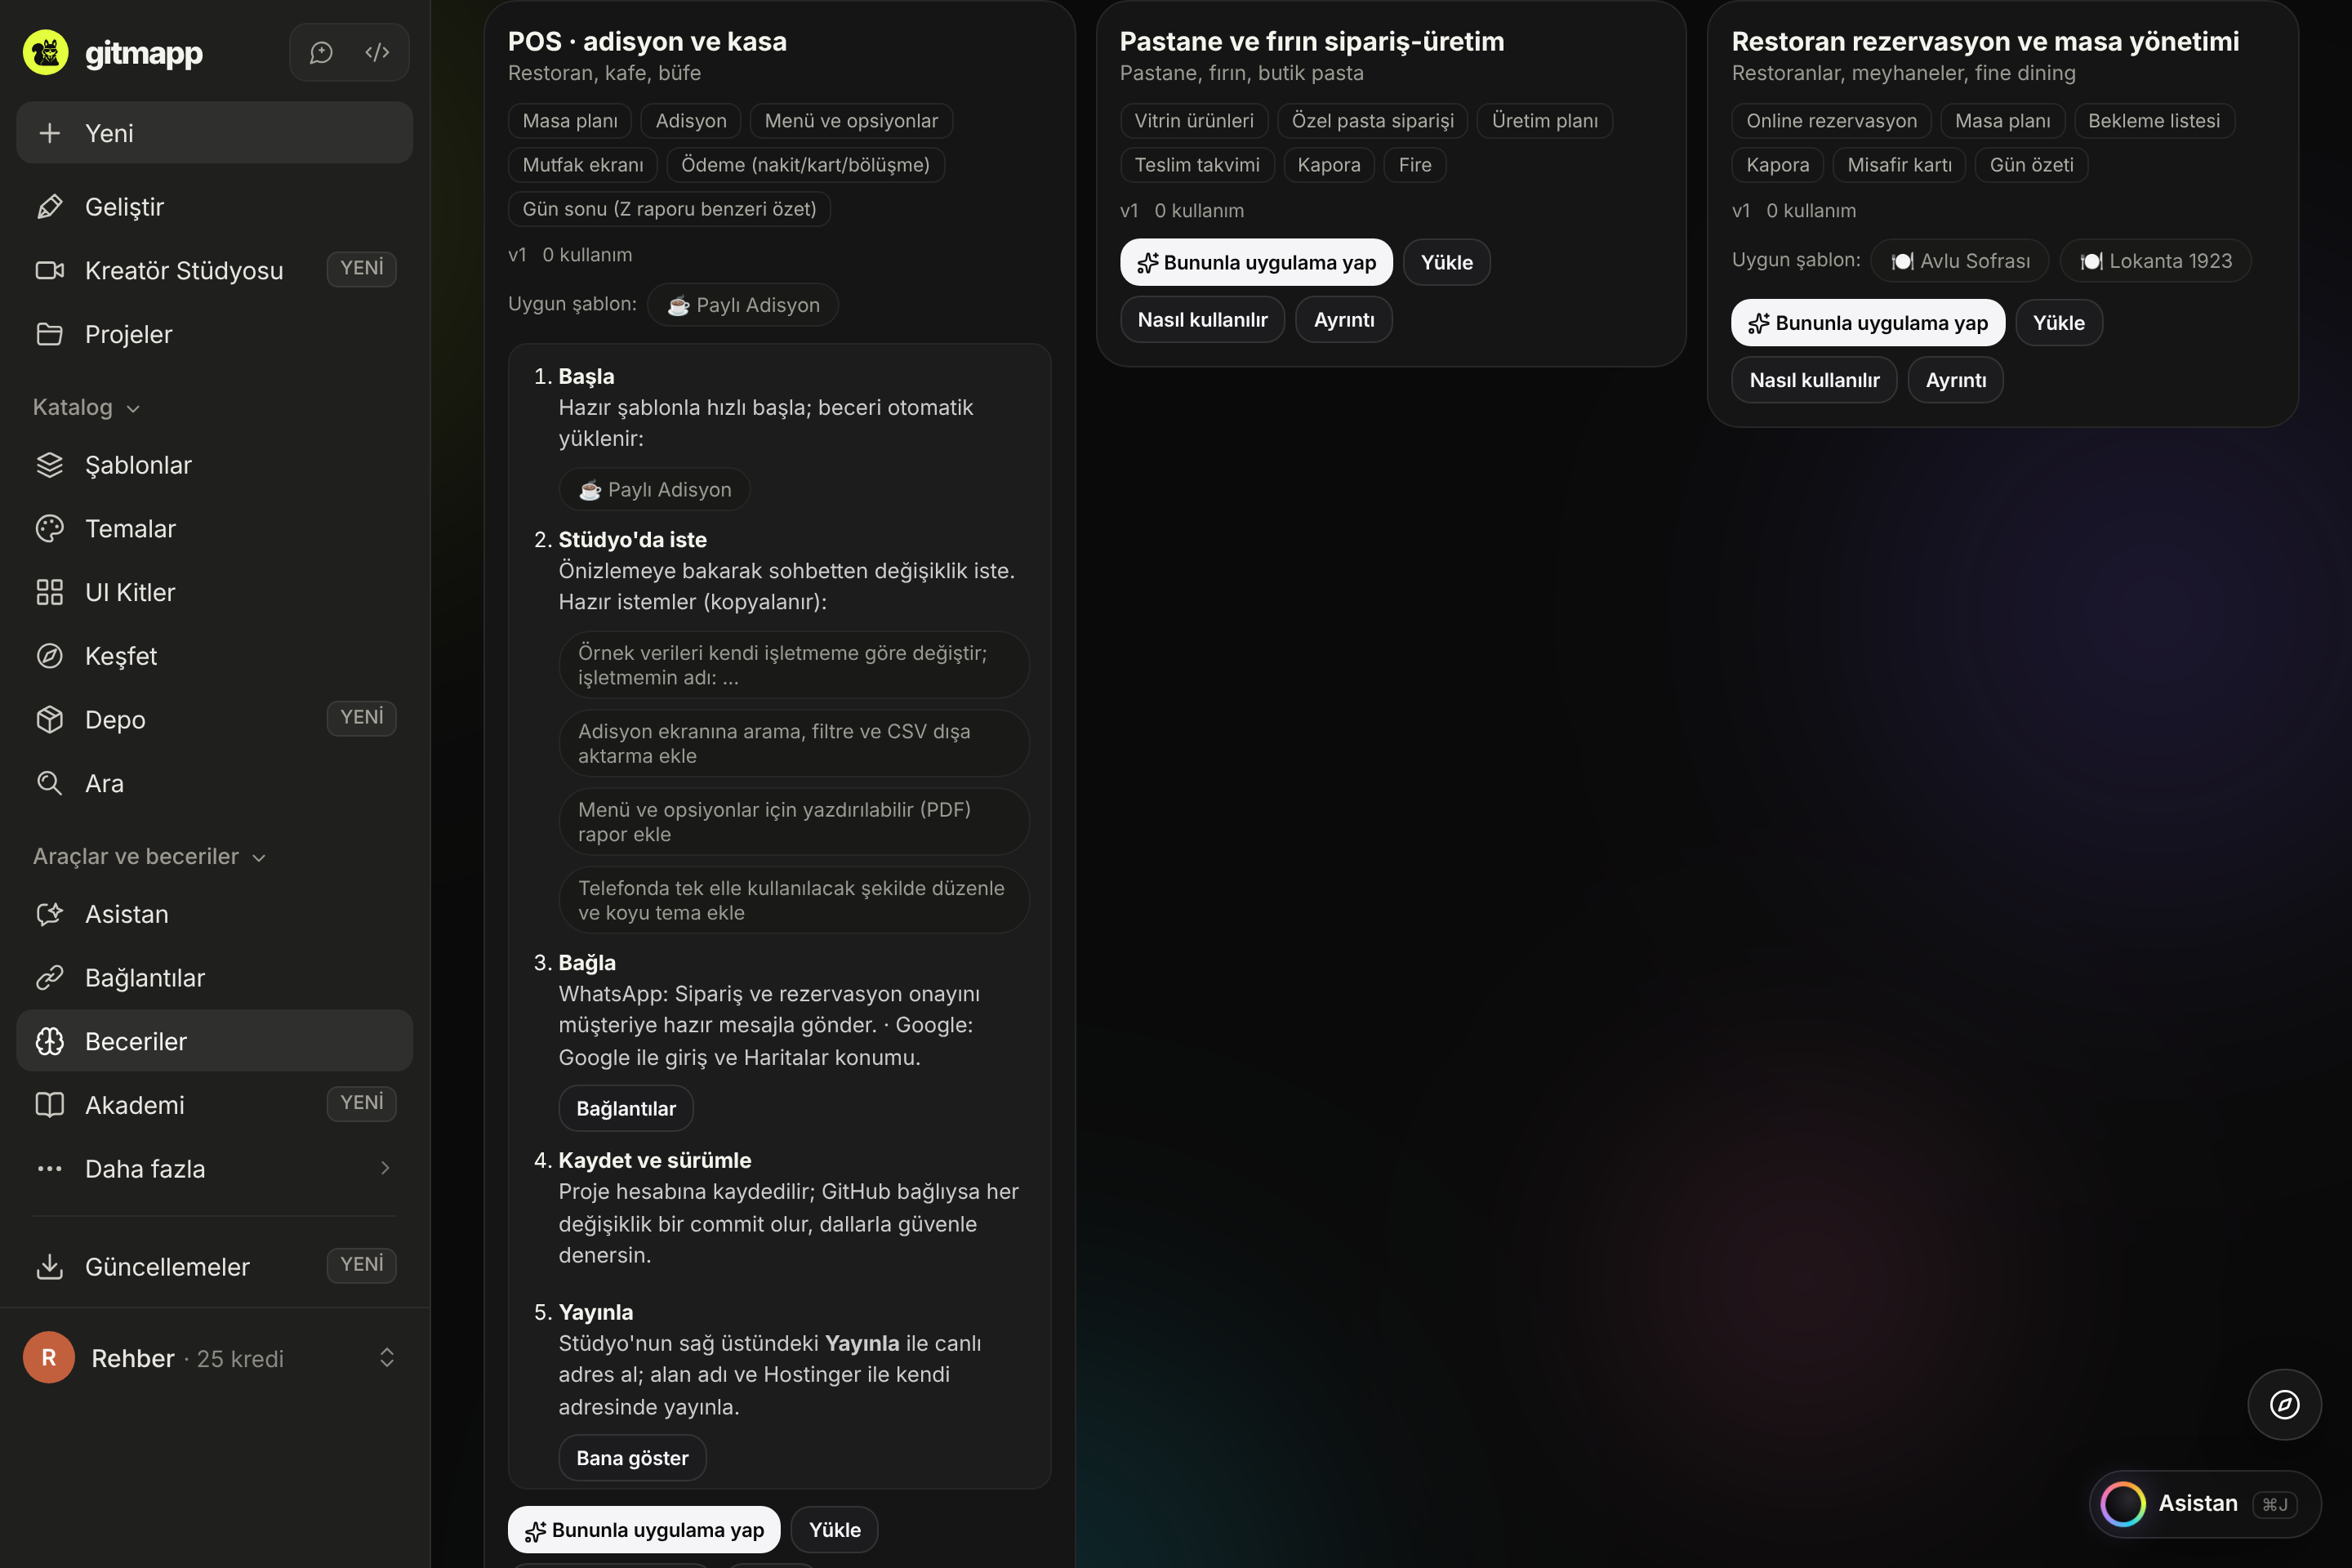 gitmapp
Yeni
Geliştir
Kreatör Stüdyosu YENİ
Projeler
Katalog
Şablonlar
Temalar
UI Kitler
Keşfet
Depo YENİ
Ara
Araçlar ve beceriler
Asistan
Bağlantılar
Beceriler
Akademi YENİ
Daha fazla
Güncellemeler YENİ
R Rehber · 25 kredi
POS · adisyon ve kasa
Restoran, kafe, büfe
Masa planı Adisyon Menü ve opsiyonlar
Mutfak ekranı Ödeme (nakit/kart/bölüşme)
Gün sonu (Z raporu benzeri özet)
v1 0 kullanım
Uygun şablon: Paylı Adisyon
1. Başla
Hazır şablonla hızlı başla; beceri otomatik
yüklenir:
Paylı Adisyon
2. Stüdyo'da iste
Önizlemeye bakarak sohbetten değişiklik iste.
Hazır istemler (kopyalanır):
Örnek verileri kendi işletmeme göre değiştir;
işletmemin adı: ...
Adisyon ekranına arama, filtre ve CSV dışa
aktarma ekle
Menü ve opsiyonlar için yazdırılabilir (PDF)
rapor ekle
Telefonda tek elle kullanılacak şekilde düzenle
ve koyu tema ekle
3. Bağla
WhatsApp: Sipariş ve rezervasyon onayını
müşteriye hazır mesajla gönder. · Google:
Google ile giriş ve Haritalar konumu.
Bağlantılar
4. Kaydet ve sürümle
Proje hesabına kaydedilir; GitHub bağlıysa her
değişiklik bir commit olur, dallarla güvenle
denersin.
5. Yayınla
Stüdyo'nun sağ üstündeki Yayınla ile canlı
adres al; alan adı ve Hostinger ile kendi
adresinde yayınla.
Bana göster
Bununla uygulama yap Yükle
Pastane ve fırın sipariş-üretim
Pastane, fırın, butik pasta
Vitrin ürünleri Özel pasta siparişi Üretim planı
Teslim takvimi Kapora Fire
v1 0 kullanım
Bununla uygulama yap Yükle
Nasıl kullanılır Ayrıntı
Restoran rezervasyon ve masa yönetimi
Restoranlar, meyhaneler, fine dining
Online rezervasyon Masa planı Bekleme listesi
Kapora Misafir kartı Gün özeti
v1 0 kullanım
Uygun şablon: Avlu Sofrası Lokanta 1923
Bununla uygulama yap Yükle
Nasıl kullanılır Ayrıntı
Asistan ⌘J